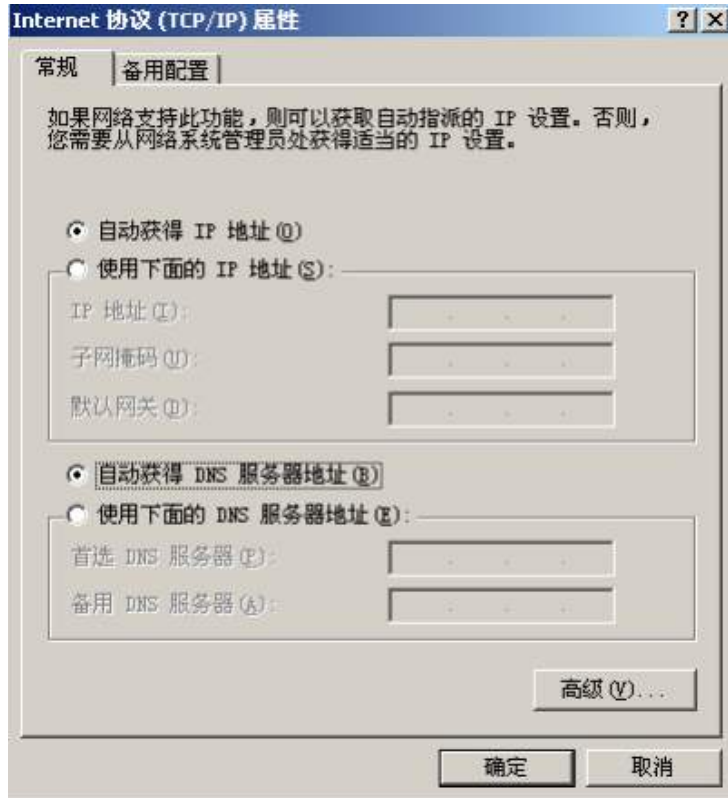 Internet 协议 (TCP/IP) 属性
常规
备用配置
如果网络支持此功能，则可以获取自动指派的 IP 设置。否则，
您需要从网络系统管理员处获得适当的 IP 设置。
自动获得 IP 地址(O)
使用下面的 IP 地址(S):
IP 地址(I):
子网掩码(U):
默认网关(D):
自动获得 DNS 服务器地址(B)
使用下面的 DNS 服务器地址(E):
首选 DNS 服务器(P):
备用 DNS 服务器(A):
高级(V)...
确定
取消